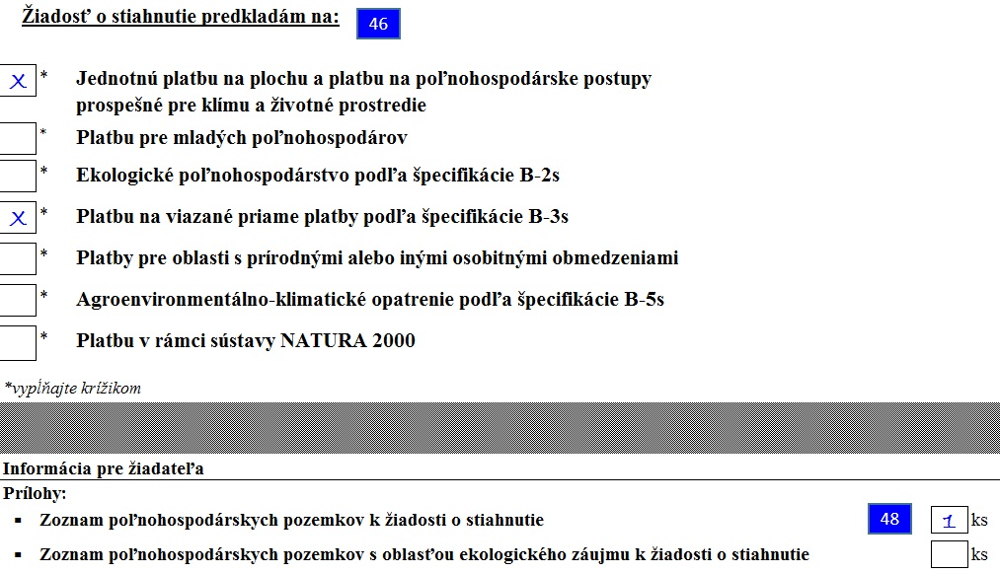 Žiadosť o stiahnutie predkladám na: 46
X * Jednotnú platbu na plochu a platbu na poľnohospodárske postupy
prospešné pre klímu a životné prostredie
* Platbu pre mladých poľnohospodárov
* Ekologické poľnohospodárstvo podľa špecifikácie B-2s
X * Platbu na viazané priame platby podľa špecifikácie B-3s
* Platby pre oblasti s prírodnými alebo inými osobitnými obmedzeniami
* Agroenvironmentálno-klimatické opatrenie podľa špecifikácie B-5s
* Platbu v rámci sústavy NATURA 2000
*vypĺňajte krížikom
Informácia pre žiadateľa
Prílohy:
▪ Zoznam poľnohospodárskych pozemkov k žiadosti o stiahnutie 48 1 ks
▪ Zoznam poľnohospodárskych pozemkov s oblasťou ekologického záujmu k žiadosti o stiahnutie ks